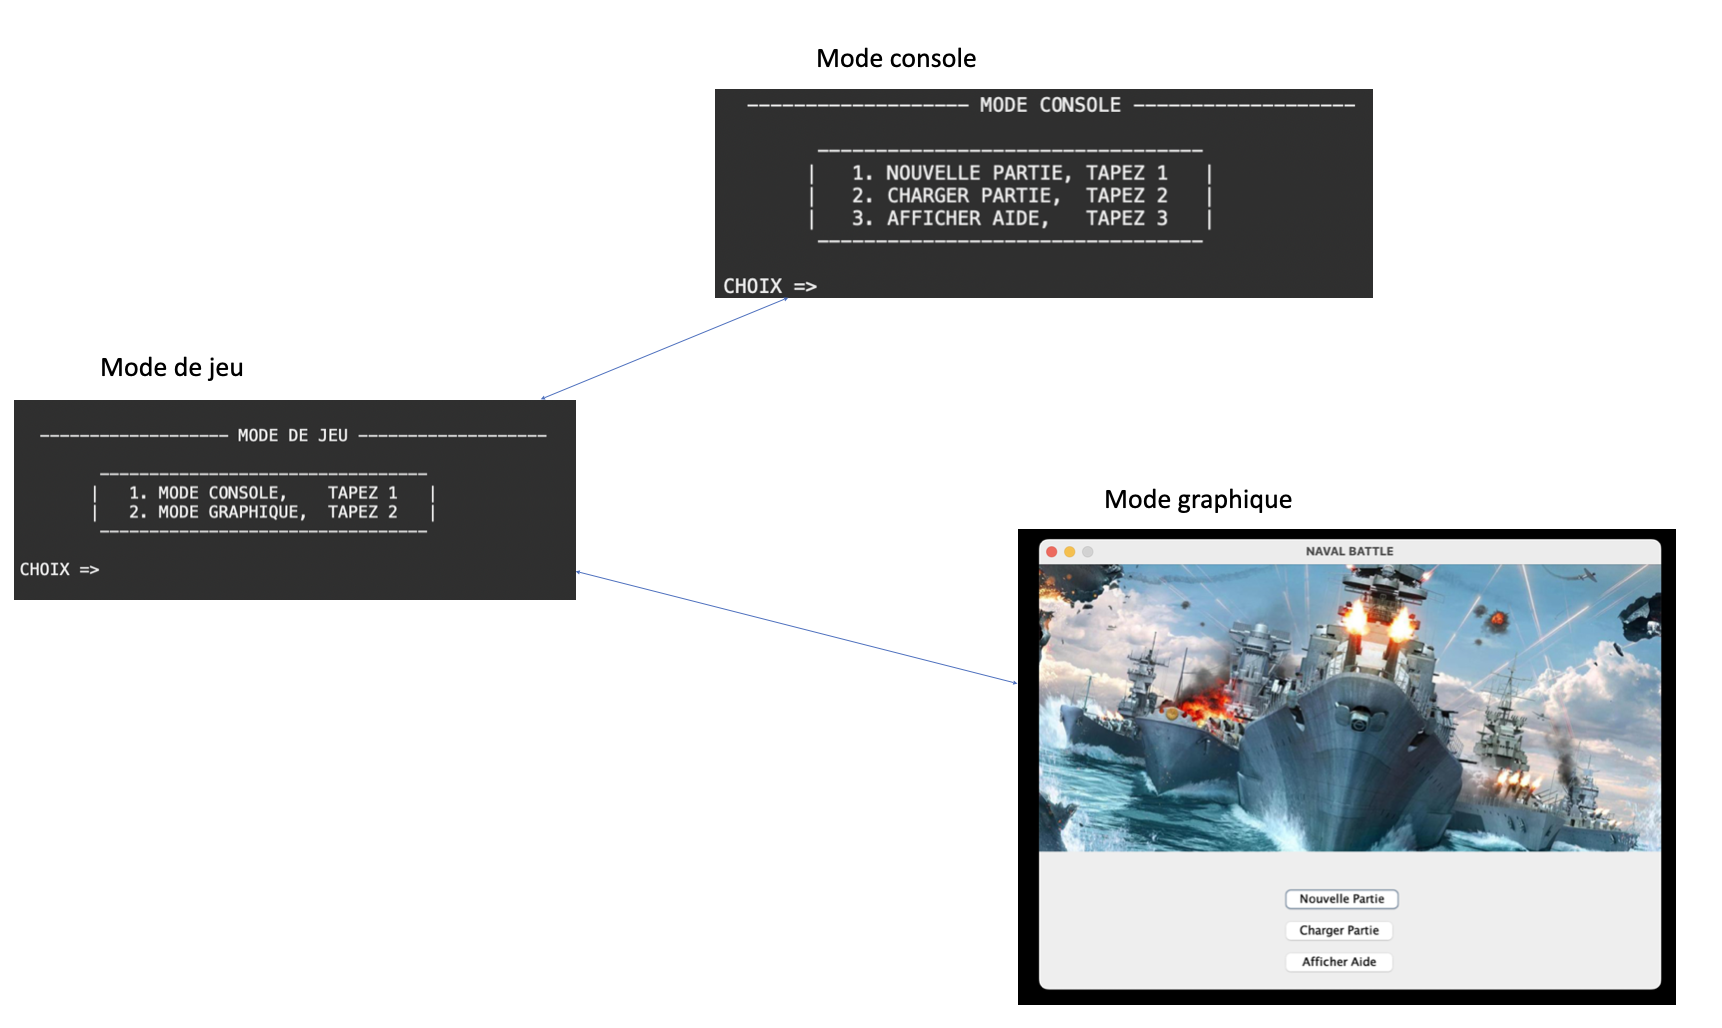 Mode console
------------------- MODE CONSOLE -------------------
---------------------------------
| 1. NOUVELLE PARTIE, TAPEZ 1 |
| 2. CHARGER PARTIE, TAPEZ 2 |
| 3. AFFICHER AIDE, TAPEZ 3 |
---------------------------------
CHOIX =>
Mode de jeu
------------------- MODE DE JEU -------------------
---------------------------------
| 1. MODE CONSOLE, TAPEZ 1 |
| 2. MODE GRAPHIQUE, TAPEZ 2 |
---------------------------------
CHOIX =>
Mode graphique
NAVAL BATTLE
Nouvelle Partie
Charger Partie
Afficher Aide